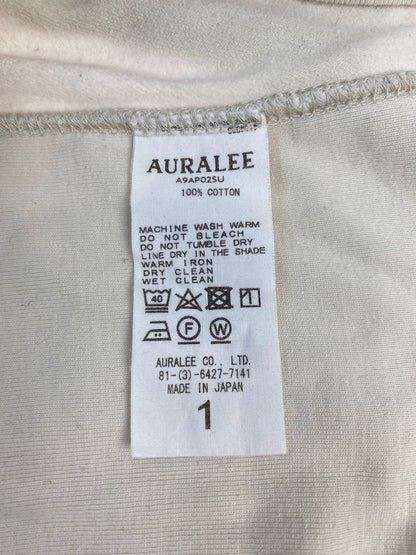 AURALEE
A9AP02SU
100% COTTON
MACHINE WASH WARM
DO NOT BLEACH
DO NOT TUMBLE DRY
LINE DRY IN THE SHADE
WARM IRON
DRY CLEAN
WET CLEAN
40
F W
AURALEE CO., LTD.
81-(3)-6427-7141
MADE IN JAPAN
1